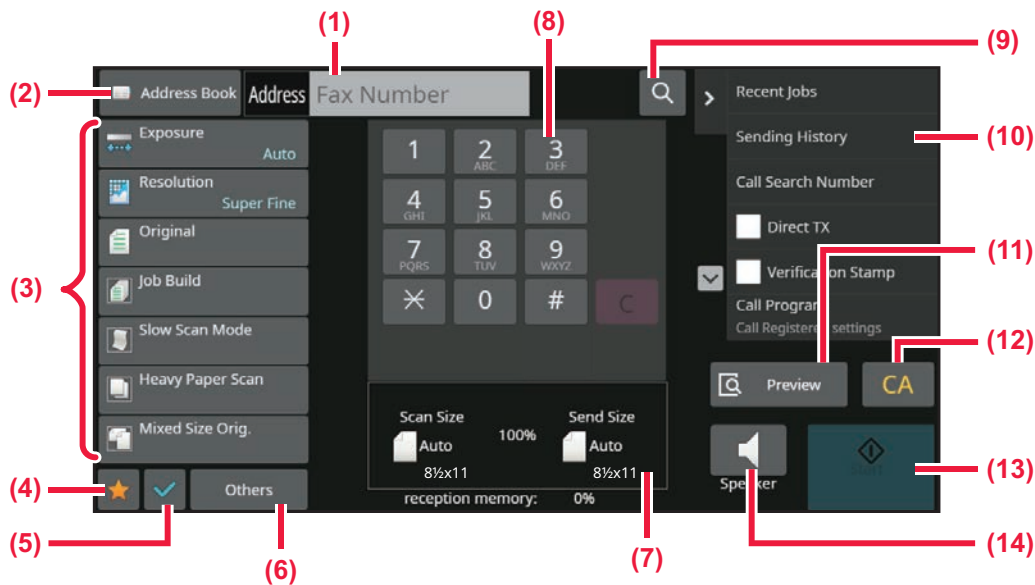 (1)
(8)
(9)
(2)
Address Book
Address
Fax Number
Recent Jobs
(3)
Exposure
Auto
Resolution
Super Fine
Original
Job Build
Slow Scan Mode
Heavy Paper Scan
Mixed Size Orig.
1
2
ABC
3
DEF
4
GHI
5
JKL
6
MNO
7
PQRS
8
TUV
9
WXYZ
0
#
C
Sending History
(10)
Call Search Number
Direct TX
(11)
Verification Stamp
Call Program
Call Registered settings
(12)
Preview
CA
Scan Size
Auto
8½x11
100%
Send Size
Auto
8½x11
reception memory: 0%
Speaker
Start
(13)
(4)
Others
(5)
(6)
(7)
(14)